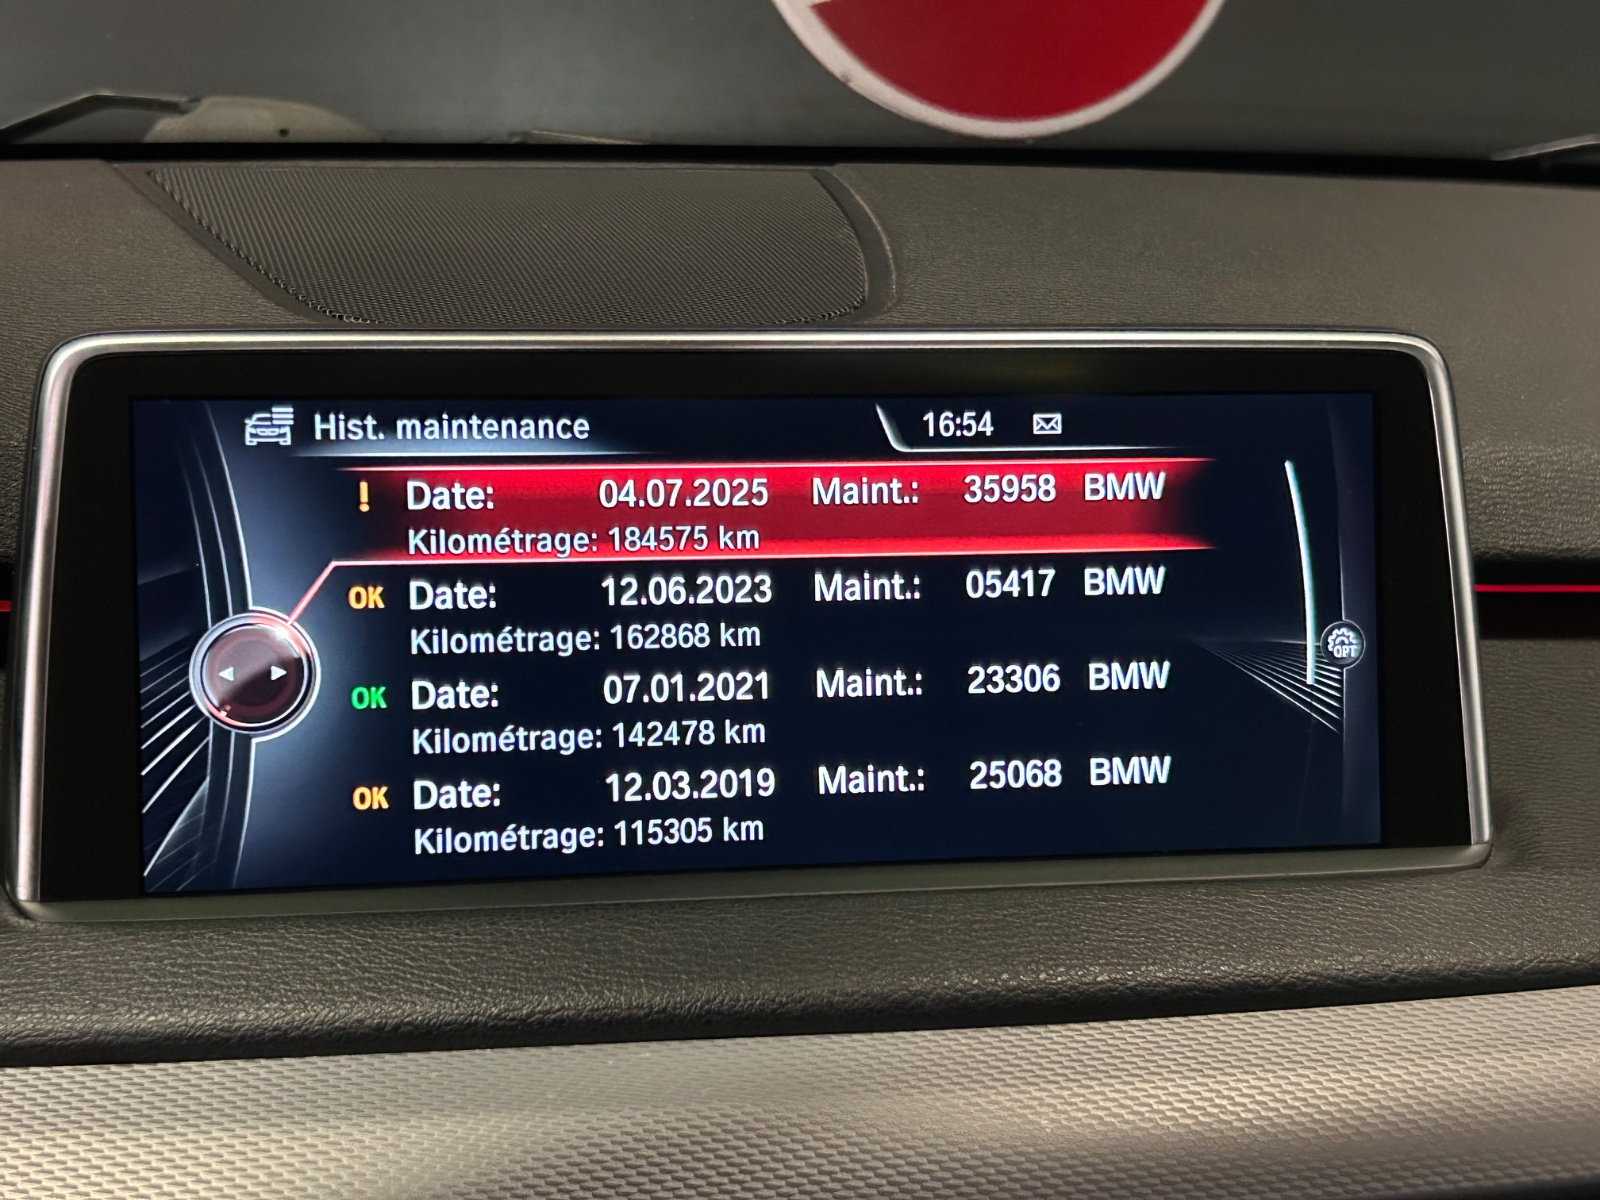 Hist. maintenance 16:54
! Date: 04.07.2025 Maint.: 35958 BMW
Kilométrage: 184575 km
OK Date: 12.06.2023 Maint.: 05417 BMW
Kilométrage: 162868 km
OK Date: 07.01.2021 Maint.: 23306 BMW
Kilométrage: 142478 km
OK Date: 12.03.2019 Maint.: 25068 BMW
Kilométrage: 115305 km
OPT